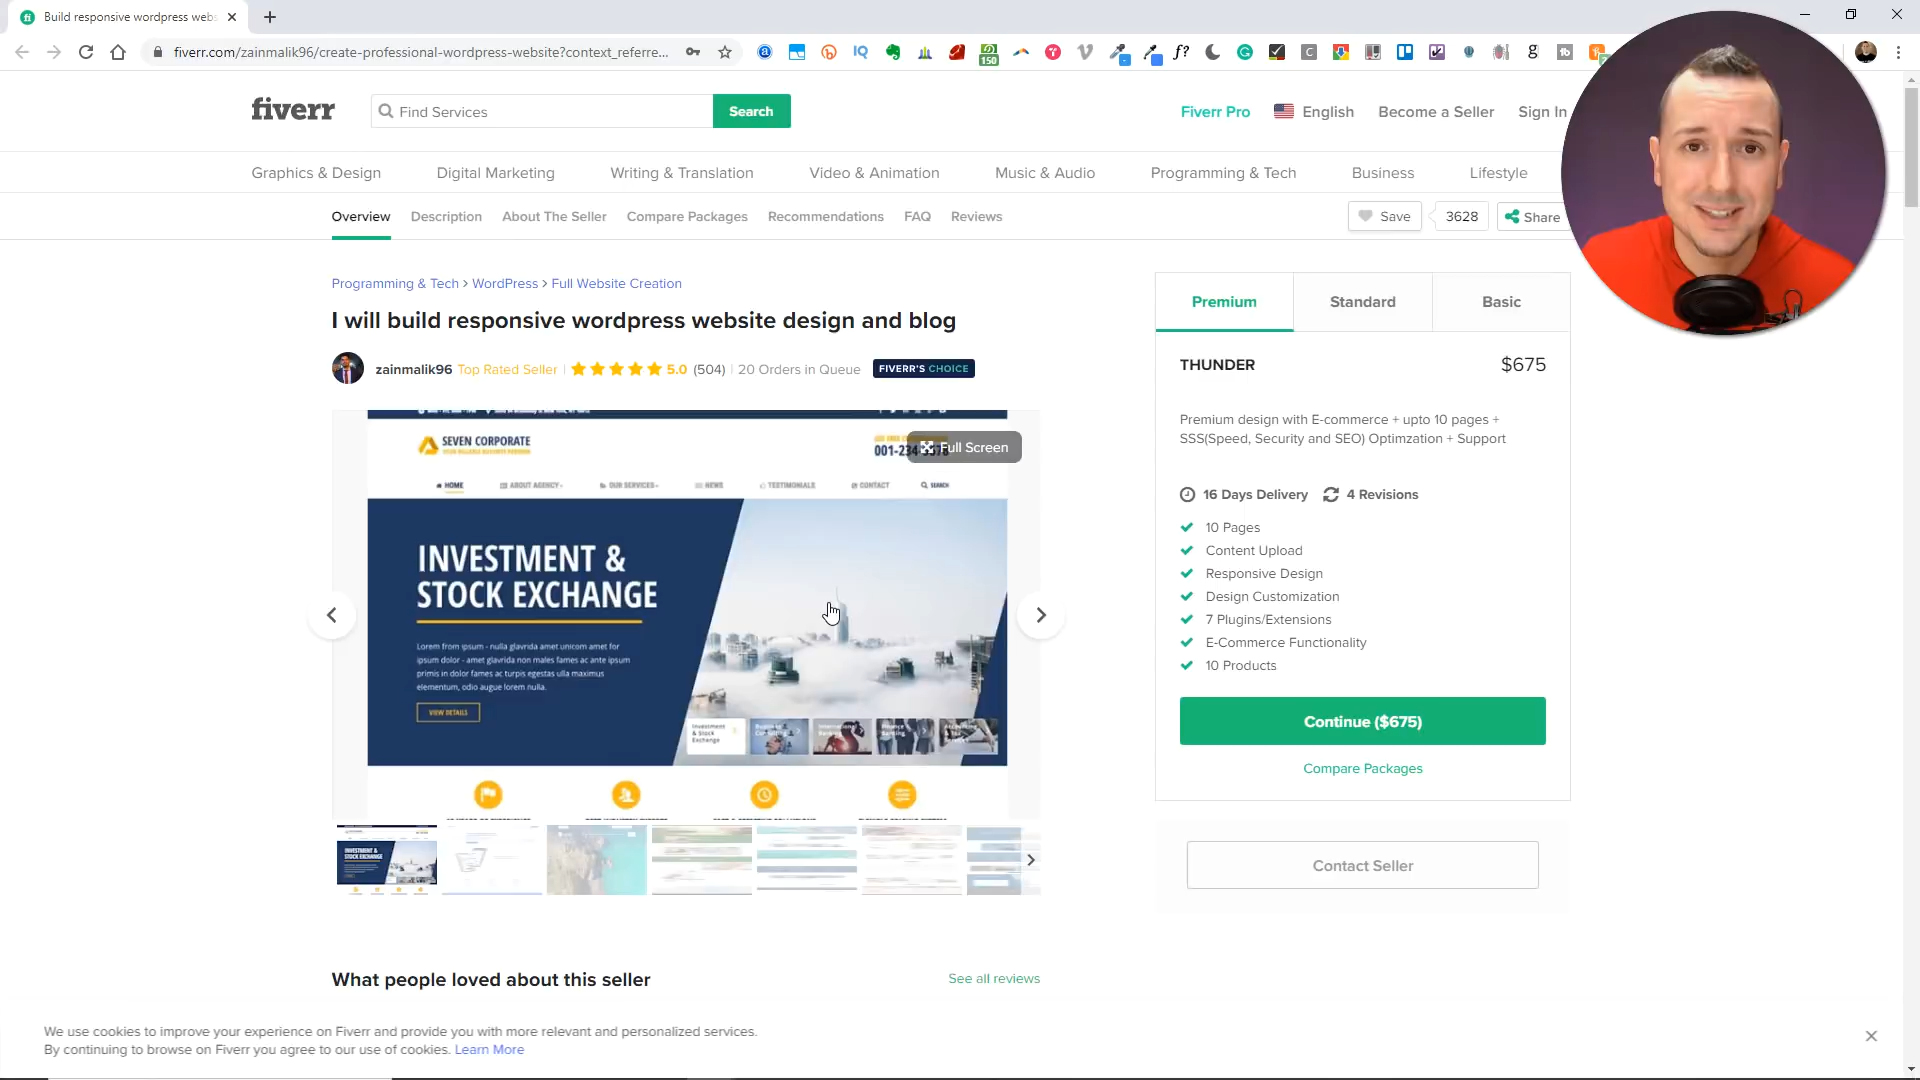 Build responsive wordpress webs
fiverr.com/zainmalik96/create-professional-wordpress-website?context_referre...
150
fiverr
Find Services
Search
Fiverr Pro
English
Become a Seller
Sign In
Graphics & Design
Digital Marketing
Writing & Translation
Video & Animation
Music & Audio
Programming & Tech
Business
Lifestyle
Overview
Description
About The Seller
Compare Packages
Recommendations
FAQ
Reviews
Save
3628
Share
Programming & Tech > WordPress > Full Website Creation
I will build responsive wordpress website design and blog
zainmalik96 Top Rated Seller 5.0 (504) 20 Orders in Queue FIVERR'S CHOICE
SEVEN CORPORATE
001-234-5678
Full Screen
HOME
ABOUT AGENCY
OUR SERVICES
NEWS
TEETIMONIALS
CONTACT
SEARCH
INVESTMENT &
STOCK EXCHANGE
Lorem from ipsum - nulla glavrida amet unicorn amet for
ipsum dolor - amet glavrida non males fames ac ante ipsum
primis in dolor fames ac turpis egestas ulla maximus
elementum, odio augue lorem nulla.
VIEW DETAILS
Investment
& Stock
Exchange
Premium
Standard
Basic
THUNDER
$675
Premium design with E-commerce + upto 10 pages +
SSS(Speed, Security and SEO) Optimzation + Support
16 Days Delivery
4 Revisions
10 Pages
Content Upload
Responsive Design
Design Customization
7 Plugins/Extensions
E-Commerce Functionality
10 Products
Continue ($675)
Compare Packages
Contact Seller
INVESTMENT &
STOCK EXCHANGE
What people loved about this seller
See all reviews
We use cookies to improve your experience on Fiverr and provide you with more relevant and personalized services.
By continuing to browse on Fiverr you agree to our use of cookies. Learn More